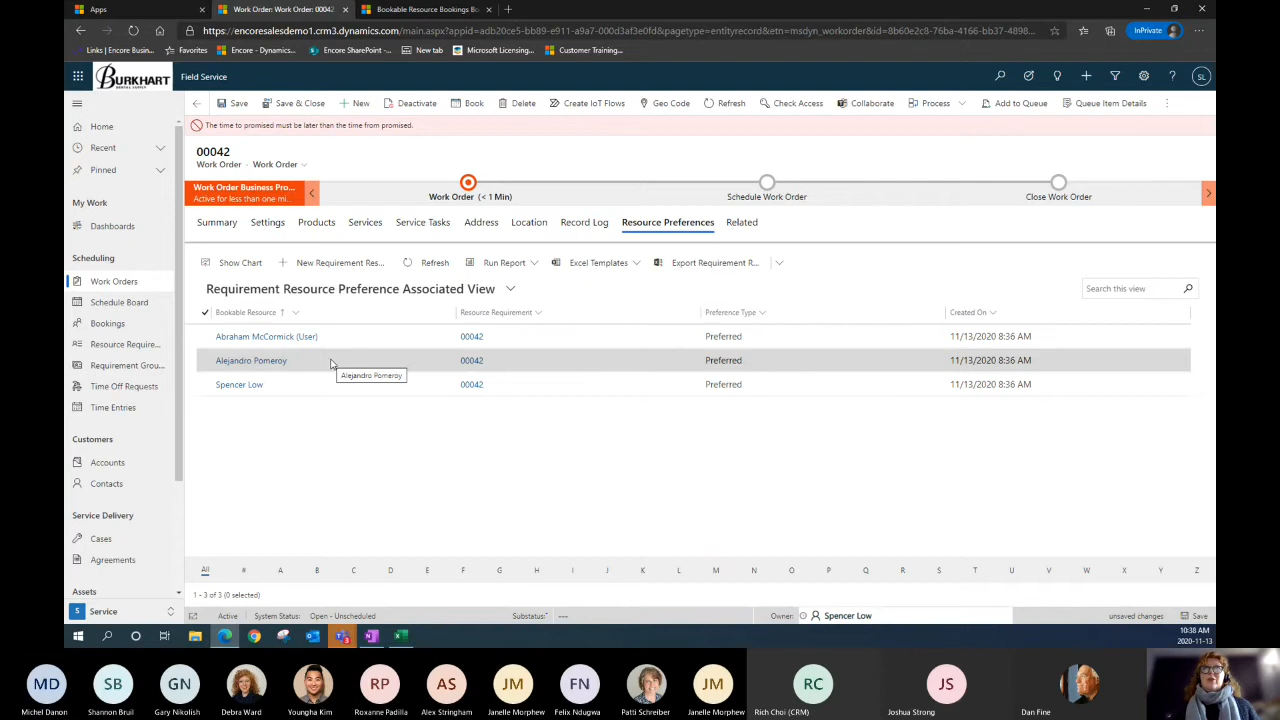 Apps
Work Order: Work Order: 00042
Bookable Resource Bookings Bo
https://encoresalesdemo1.crm3.dynamics.com/main.aspx?appid=adb20ce5-bb89-e911-a9a7-000d3af3e0fd&pagetype=entityrecord&etn=msdyn_workorder&id=8b60e2c8-76ba-4166-bb37-4898...
InPrivate
Links | Encore Busin...
Favorites
Encore - Dynamics...
Encore SharePoint -...
New tab
Microsoft Licensing...
Customer Training...
BURKHART
DENTAL SUPPLY
Field Service
SL
Save
Save & Close
New
Deactivate
Book
Delete
Create IoT Flows
Geo Code
Refresh
Check Access
Collaborate
Process
Add to Queue
Queue Item Details
The time to promised must be later than the time from promised.
Home
Recent
Pinned
My Work
Dashboards
Scheduling
Work Orders
Schedule Board
Bookings
Resource Require...
Requirement Grou...
Time Off Requests
Time Entries
Customers
Accounts
Contacts
Service Delivery
Cases
Agreements
Assets
S Service
00042
Work Order · Work Order
Work Order Business Pro...
Active for less than one mi...
Work Order (< 1 Min)
Schedule Work Order
Close Work Order
Summary
Settings
Products
Services
Service Tasks
Address
Location
Record Log
Resource Preferences
Related
Show Chart
New Requirement Res...
Refresh
Run Report
Excel Templates
Export Requirement R...
Requirement Resource Preference Associated View
Search this view
Bookable Resource
Resource Requirement
Preference Type
Created On
Abraham McCormick (User) 00042 Preferred 11/13/2020 8:36 AM
Alejandro Pomeroy 00042 Preferred 11/13/2020 8:36 AM
Alejandro Pomeroy
Spencer Low 00042 Preferred 11/13/2020 8:36 AM
All # A B C D E F G H I J K L M N O P Q R S T U V W X Y Z
1 - 3 of 3 (0 selected)
Active
System Status: Open - Unscheduled
Substatus: ---
Owner: Spencer Low
unsaved changes
Save
10:38 AM
2020-11-13
MD
SB
GN
RP
AS
JM
FN
JM
RC
JS
Michel Danon
Shannon Bruil
Gary Nikolish
Debra Ward
Youngha Kim
Roxanne Padilla
Alex Stringham
Janelle Morphew
Felix Ndugwa
Patti Schreiber
Janelle Morphew
Rich Choi (CRM)
Joshua Strong
Dan Fine